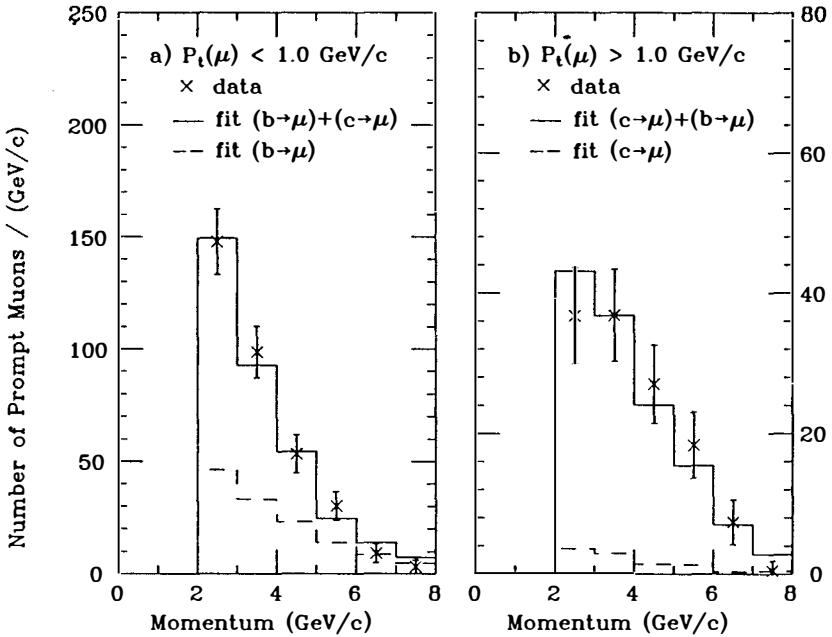 Number of Prompt Muons / (GeV/c)
250
200
150
100
50
0
a) P_t(μ) < 1.0 GeV/c
× data
— fit (b→μ)+(c→μ)
-- fit (b→μ)
0 2 4 6 8
Momentum (GeV/c)
b) P_t(μ) > 1.0 GeV/c
× data
— fit (c→μ)+(b→μ)
-- fit (c→μ)
0 2 4 6 8
Momentum (GeV/c)
80
60
40
20
0